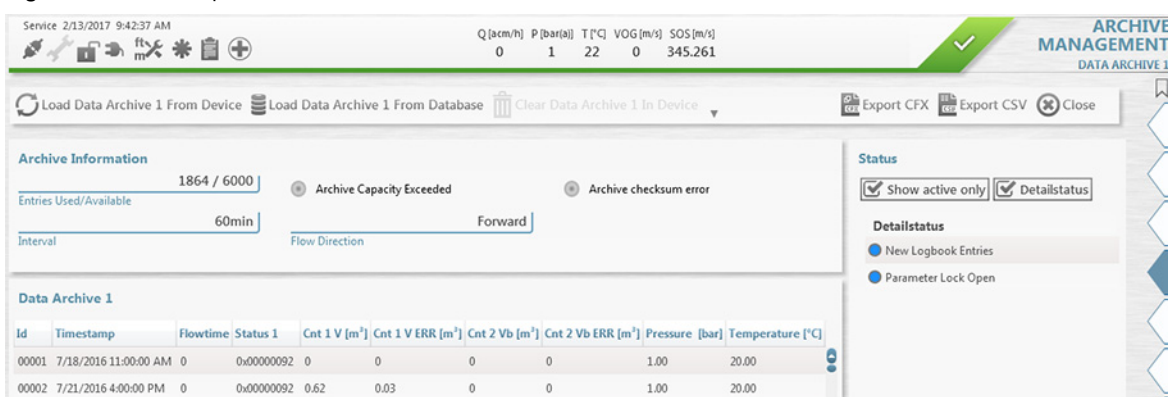 Service 2/13/2017 9:42:37 AM
Q [acm/h] P [bar(a)] T [°C] VOG [m/s] SOS [m/s]
0 1 22 0 345.261
ARCHIVE
MANAGEMENT
DATA ARCHIVE 1
ft
m
Load Data Archive 1 From Device Load Data Archive 1 From Database Clear Data Archive 1 In Device Export CFX Export CSV Close
Archive Information
1864 / 6000
Entries Used/Available
Archive Capacity Exceeded
Archive checksum error
60min
Interval
Forward
Flow Direction
Status
Show active only Detailstatus
Detailstatus
New Logbook Entries
Parameter Lock Open
Data Archive 1
Id Timestamp Flowtime Status 1 Cnt 1 V [m³] Cnt 1 V ERR [m³] Cnt 2 Vb [m³] Cnt 2 Vb ERR [m³] Pressure [bar] Temperature [°C]
00001 7/18/2016 11:00:00 AM 0 0x00000092 0 0 0 0 1.00 20.00
00002 7/21/2016 4:00:00 PM 0 0x00000092 0.62 0.03 0 0 1.00 20.00